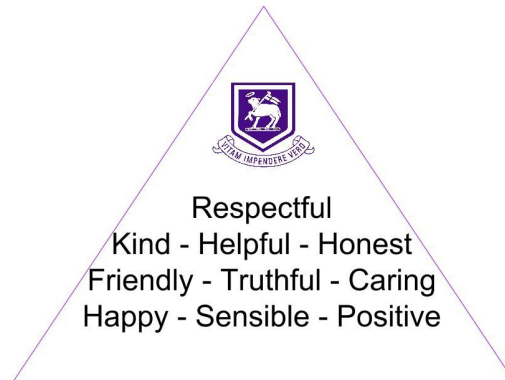 VITAM IMPENDERE VERO
Respectful
Kind - Helpful - Honest
Friendly - Truthful - Caring
Happy - Sensible - Positive